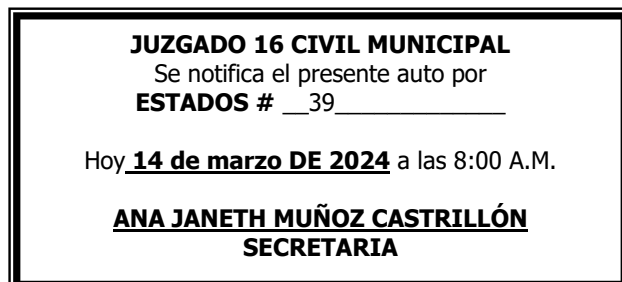 JUZGADO 16 CIVIL MUNICIPAL
Se notifica el presente auto por
ESTADOS # __39_____________
Hoy 14 de marzo DE 2024 a las 8:00 A.M.
ANA JANETH MUÑOZ CASTRILLÓN
SECRETARIA